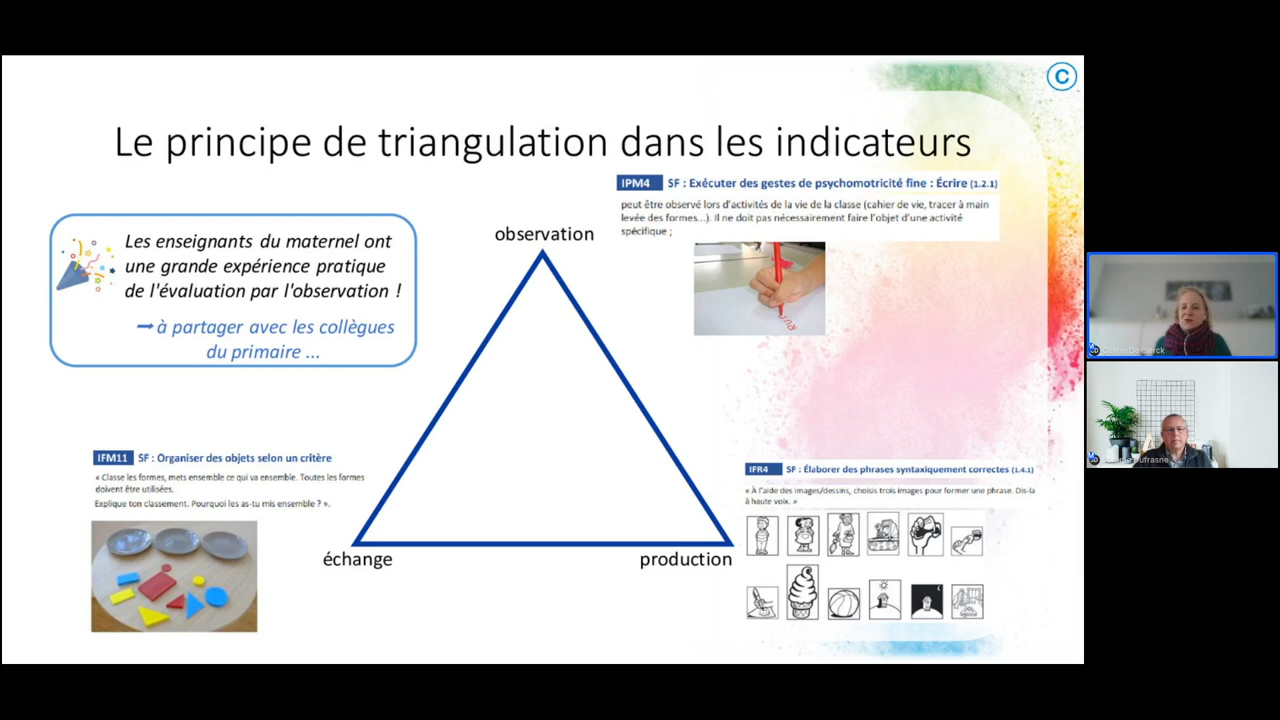 C
Le principe de triangulation dans les indicateurs
IPM4 SF : Exécuter des gestes de psychomotricité fine : Écrire (1.2.1)
peut être observé lors d'activités de la vie de la classe (cahier de vie, tracer à main
levée des formes...). Il ne doit pas nécessairement faire l'objet d'une activité
spécifique ;
Les enseignants du maternel ont
une grande expérience pratique
de l'évaluation par l'observation !
➞ à partager avec les collègues
du primaire ...
observation
IFM11 SF : Organiser des objets selon un critère
« Classe les formes, mets ensemble ce qui va ensemble. Toutes les formes
doivent être utilisées.
Explique ton classement. Pourquoi les as-tu mis ensemble ? ».
échange
production
IFR4 SF : Élaborer des phrases syntaxiquement correctes (1.4.1)
« À l'aide des images/dessins, choisis trois images pour former une phrase. Dis-la
à haute voix. »